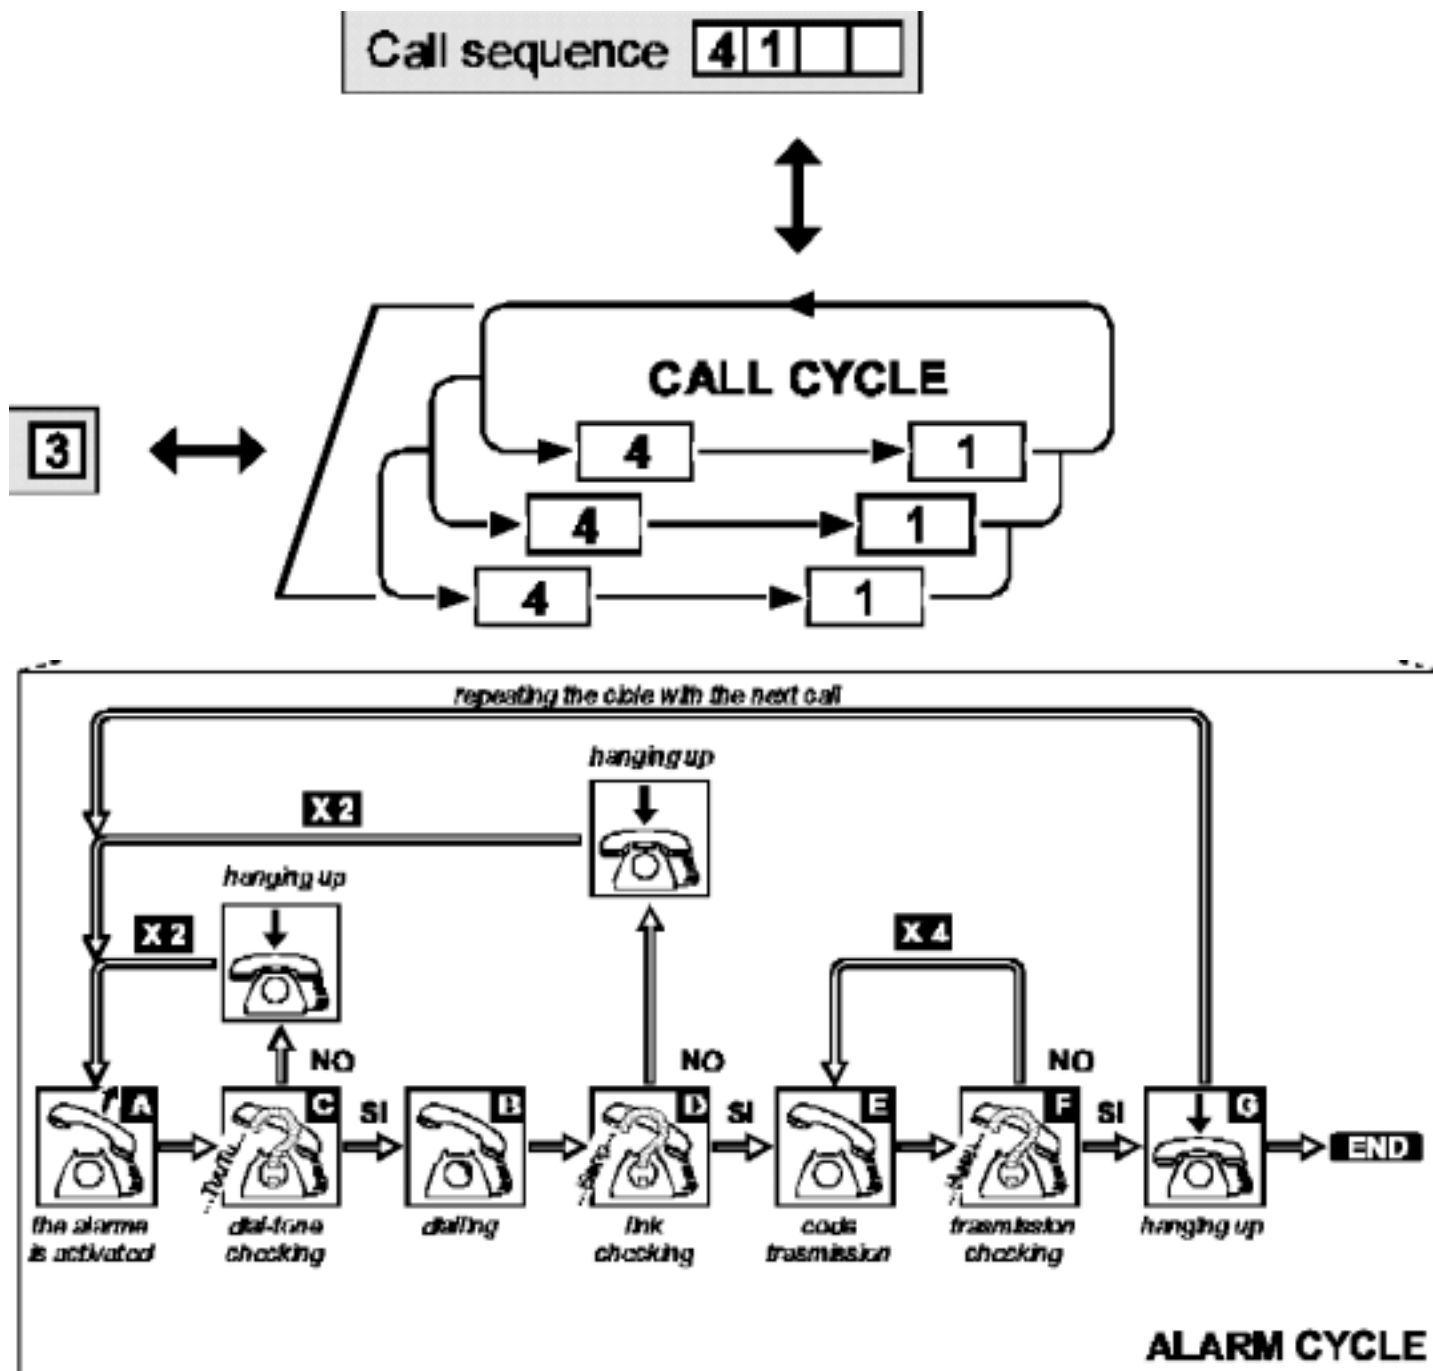 Call sequence 4 1
CALL CYCLE
3
4 1
4 1
4 1
repeating the cicle with the next call
hanging up
X 2
hanging up
X 2
X 4
NO
NO
NO
A
C
SI
B
D
SI
E
F
SI
G
END
the alarme
is activated
dial-tone
checking
dialling
link
checking
code
trasmission
trasmission
checking
hanging up
ALARM CYCLE